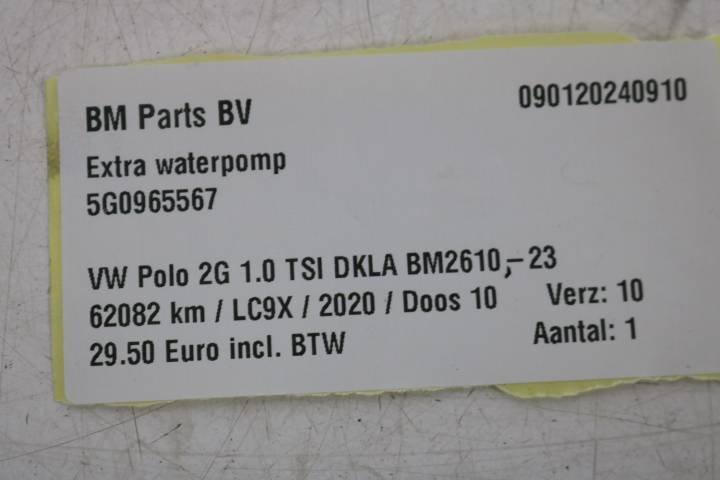 BM Parts BV 090120240910
Extra waterpomp
5G0965567
VW Polo 2G 1.0 TSI DKLA BM2610,-23
62082 km / LC9X / 2020 / Doos 10 Verz: 10
29.50 Euro incl. BTW Aantal: 1